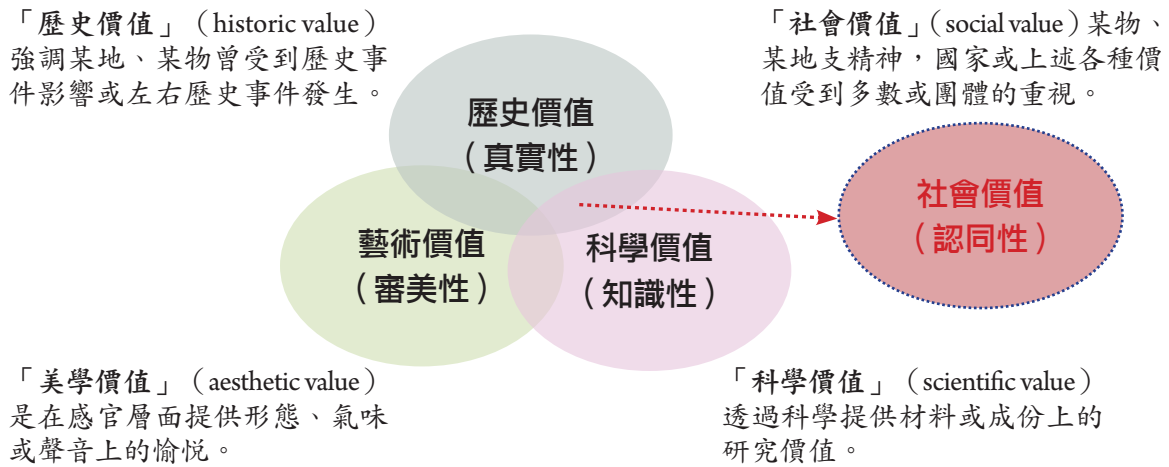 「歷史價值」（historic value）
強調某地、某物曾受到歷史事
件影響或左右歷史事件發生。
「社會價值」（social value）某物、
某地支精神，國家或上述各種價
值受到多數或團體的重視。
歷史價值
（真實性）
社會價值
（認同性）
藝術價值
（審美性）
科學價值
（知識性）
「美學價值」（aesthetic value）
是在感官層面提供形態、氣味
或聲音上的愉悅。
「科學價值」（scientific value）
透過科學提供材料或成份上的
研究價值。